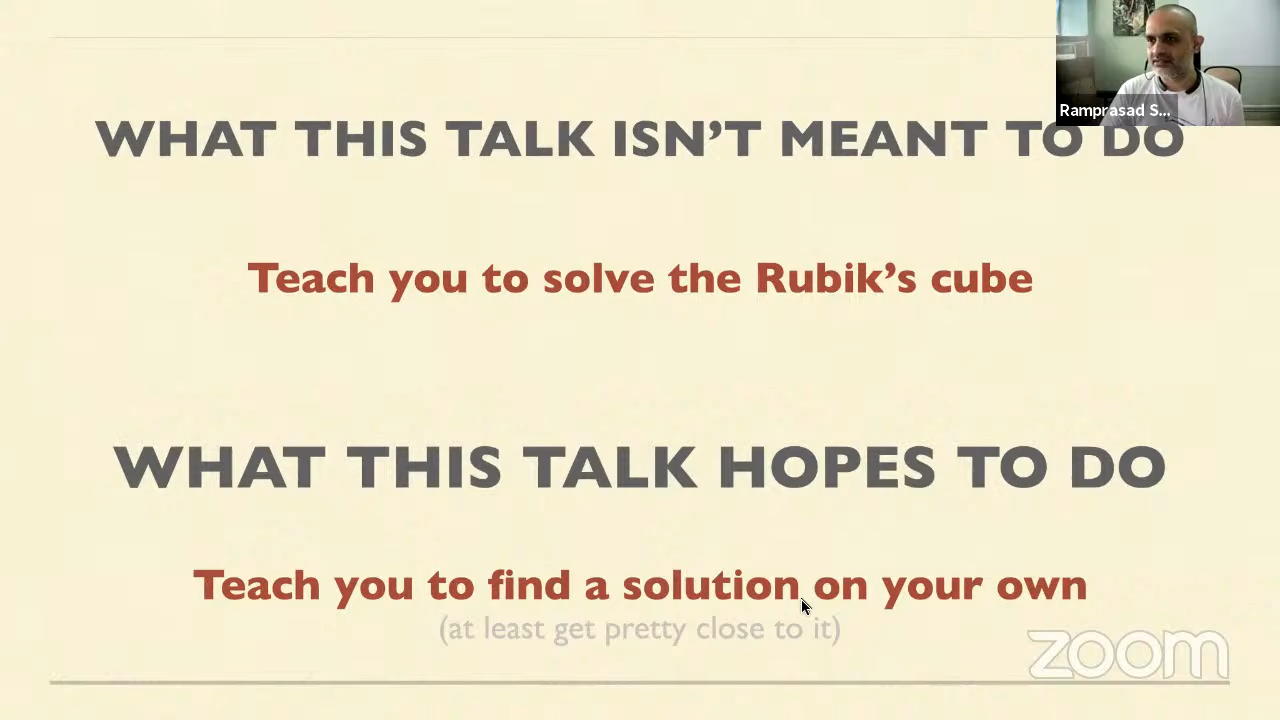 Ramprasad S...
WHAT THIS TALK ISN’T MEANT TO DO
Teach you to solve the Rubik’s cube
WHAT THIS TALK HOPES TO DO
Teach you to find a solution on your own
(at least get pretty close to it)
zoom